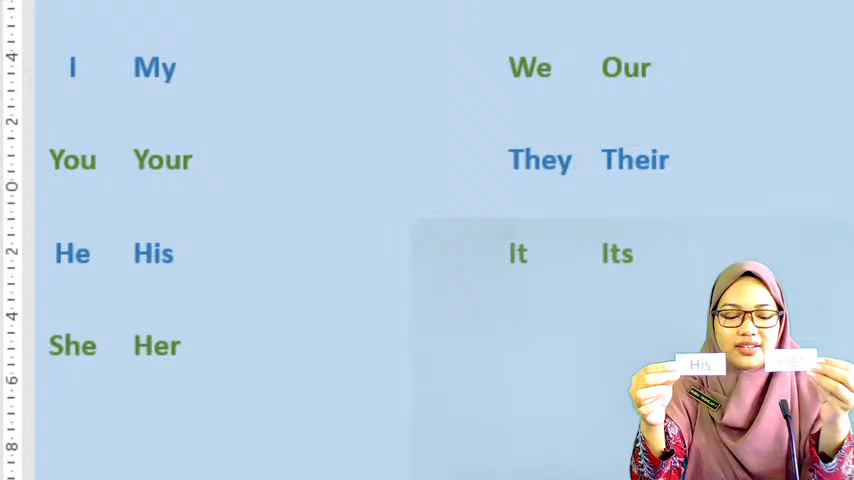 I My
You Your
He His
She Her
We Our
They Their
It Its
His